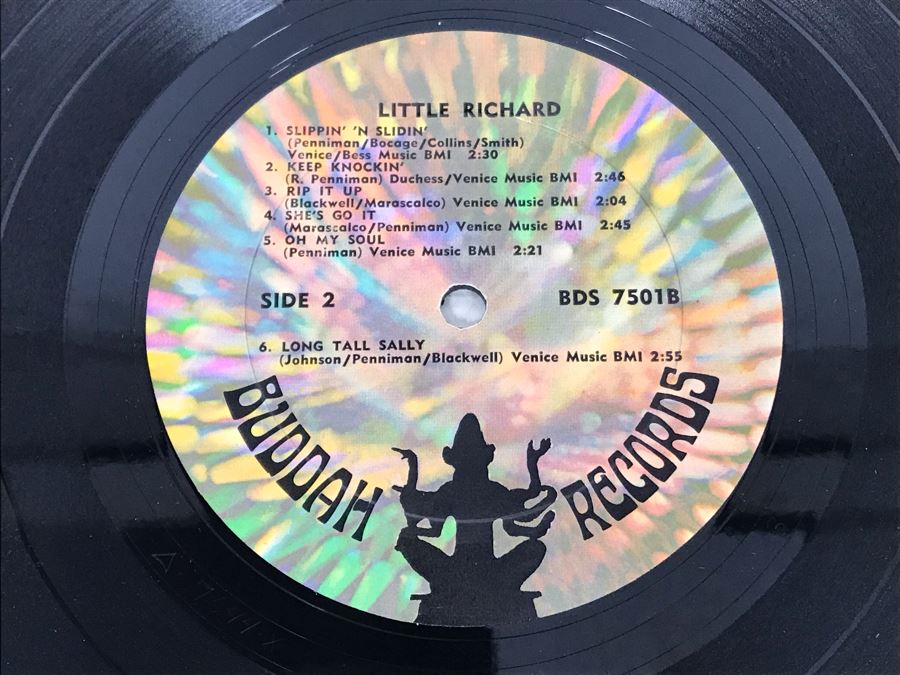 LITTLE RICHARD
1. SLIPPIN' 'N SLIDIN'
(Penniman/Bocage/Collins/Smith)
Venice/Bess Music BMI 2:30
2. KEEP KNOCKIN'
(R. Penniman) Duchess/Venice Music BMI 2:46
3. RIP IT UP
(Blackwell/Marascalco) Venice Music BMI 2:04
4. SHE'S GO IT
(Marascalco/Penniman) Venice Music BMI 2:45
5. OH MY SOUL
(Penniman) Venice Music BMI 2:21
SIDE 2
BDS 7501B
6. LONG TALL SALLY
(Johnson/Penniman/Blackwell) Venice Music BMI 2:55
BUDDAH RECORDS